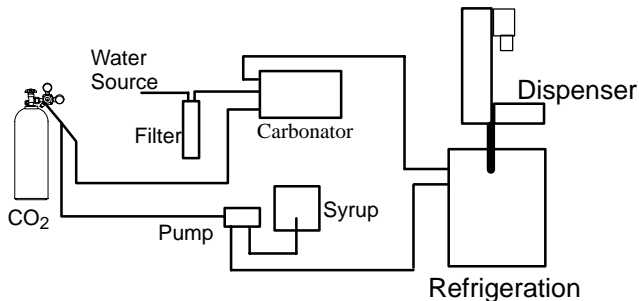 Water
Source
Dispenser
Filter
Carbonator
CO₂
Pump
Syrup
Refrigeration